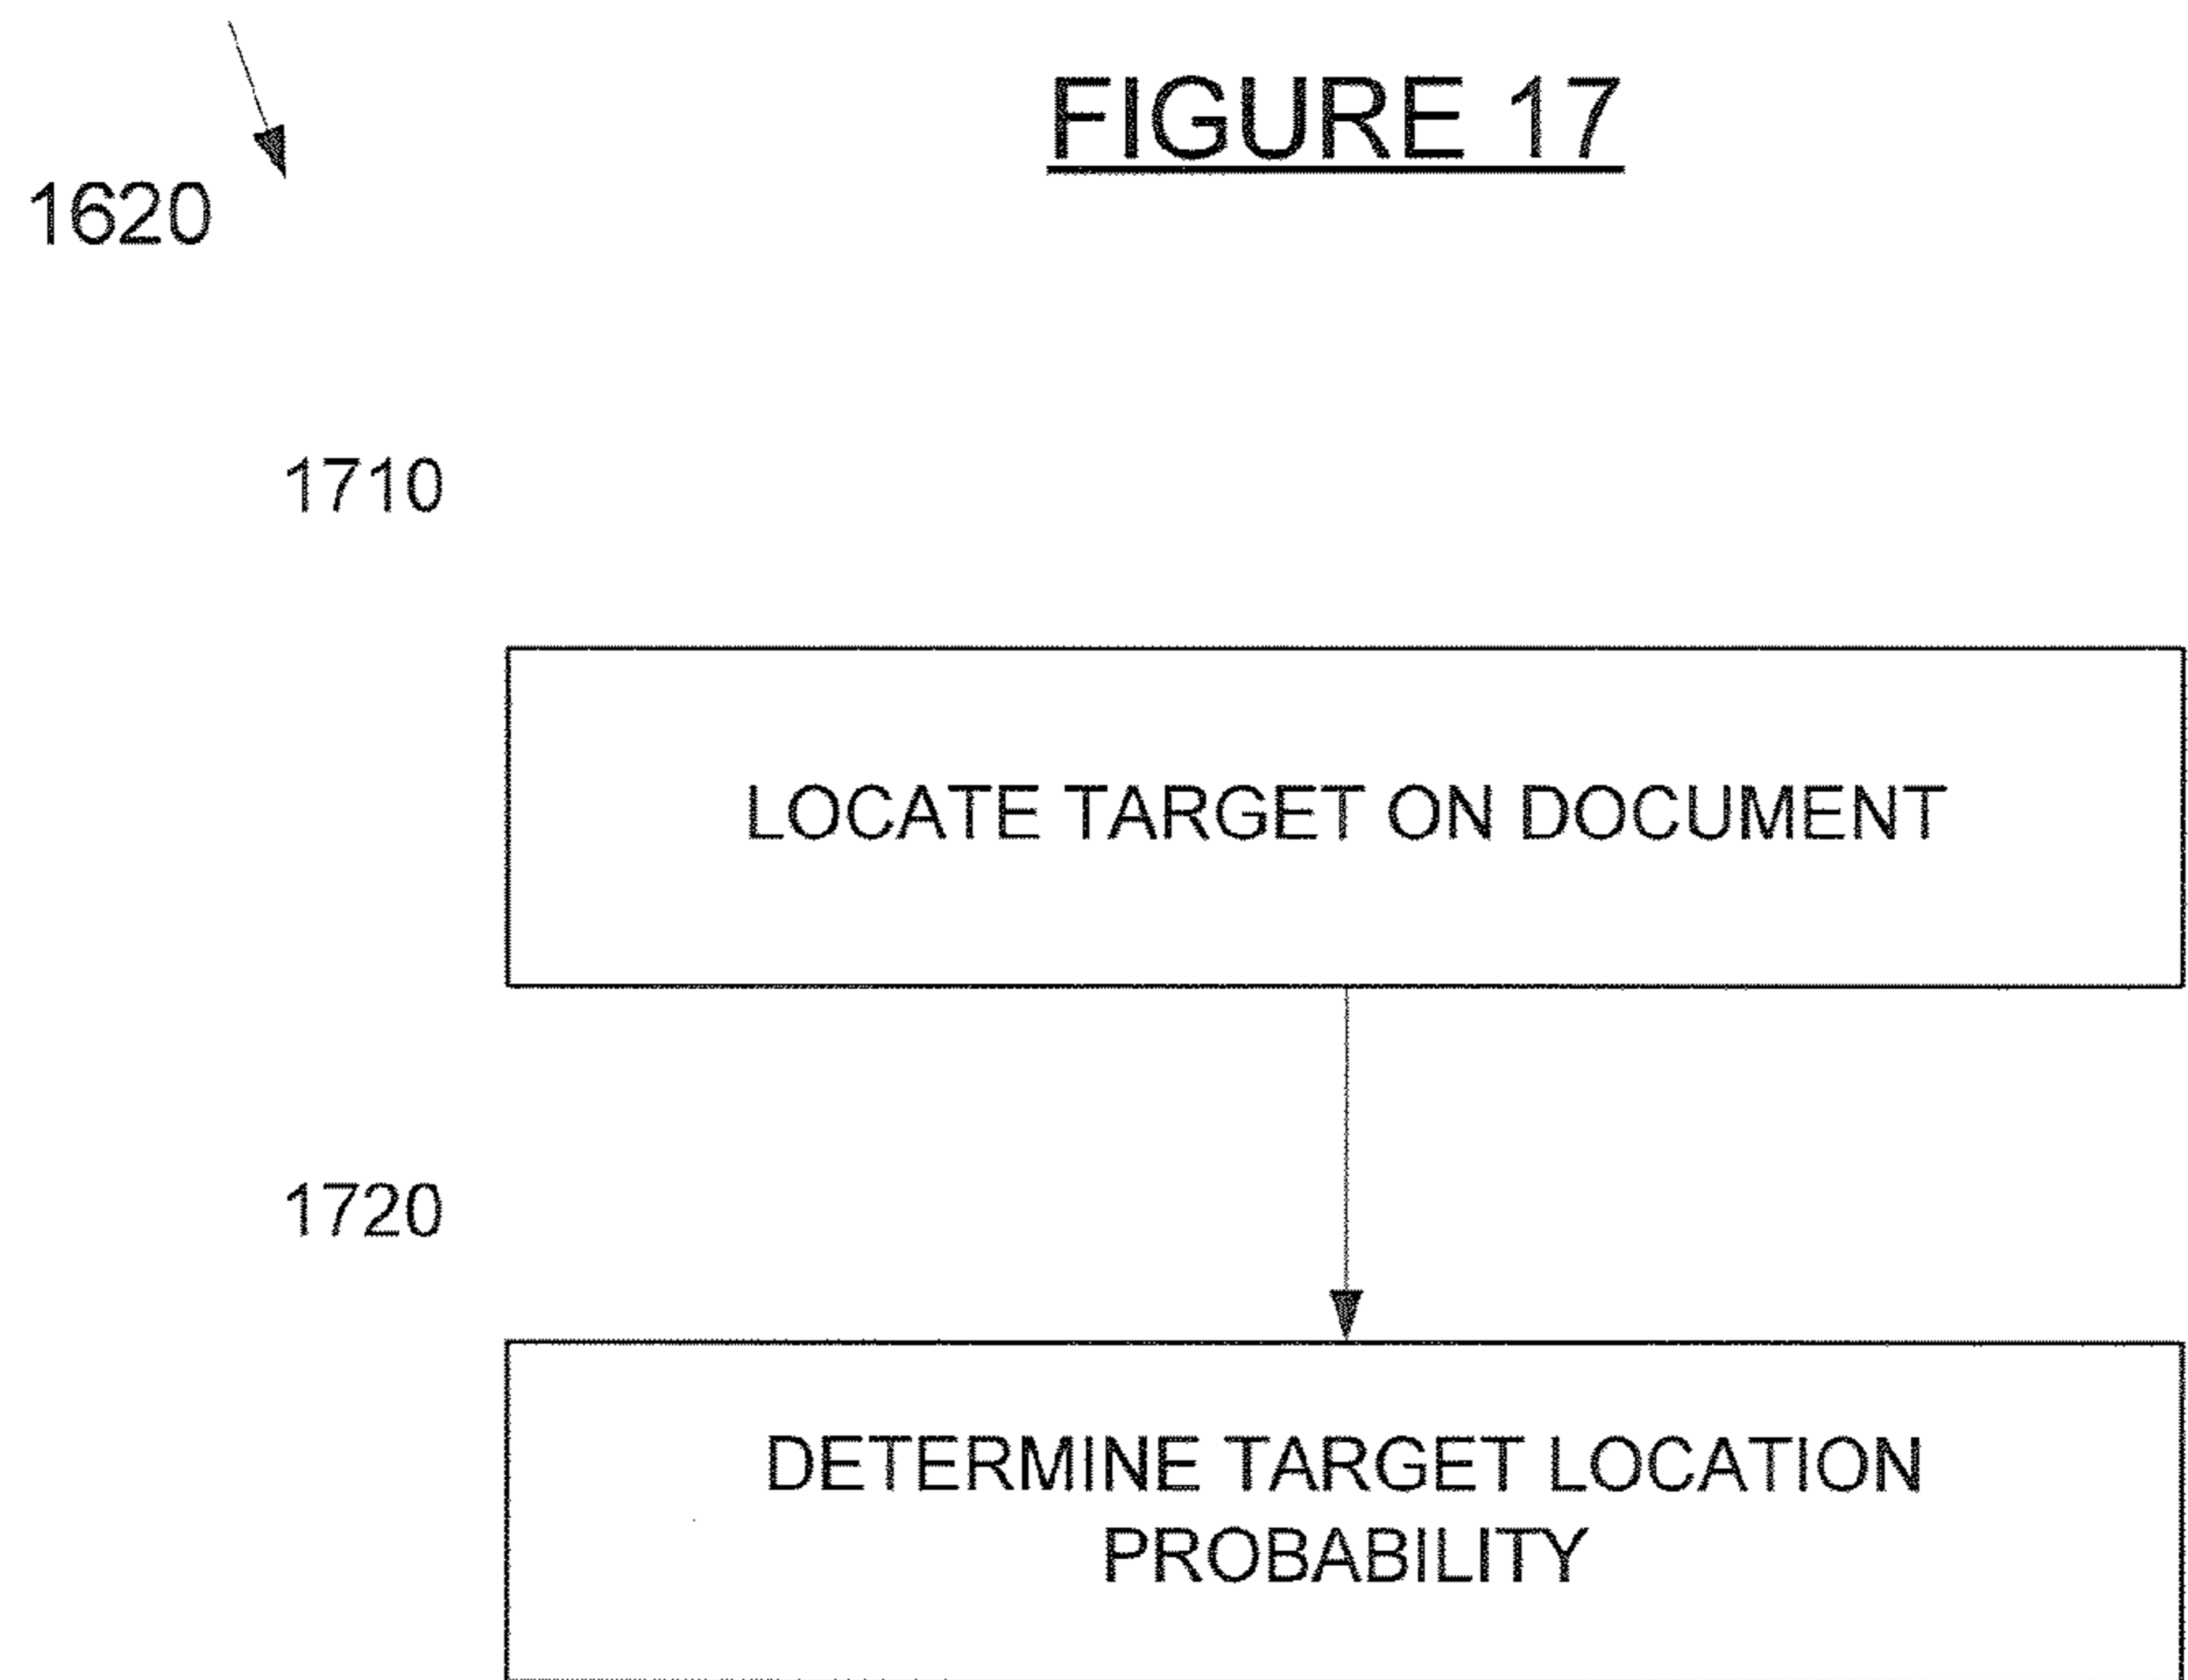 FIGURE 17
1620
1710
LOCATE TARGET ON DOCUMENT
1720
DETERMINE TARGET LOCATION
PROBABILITY